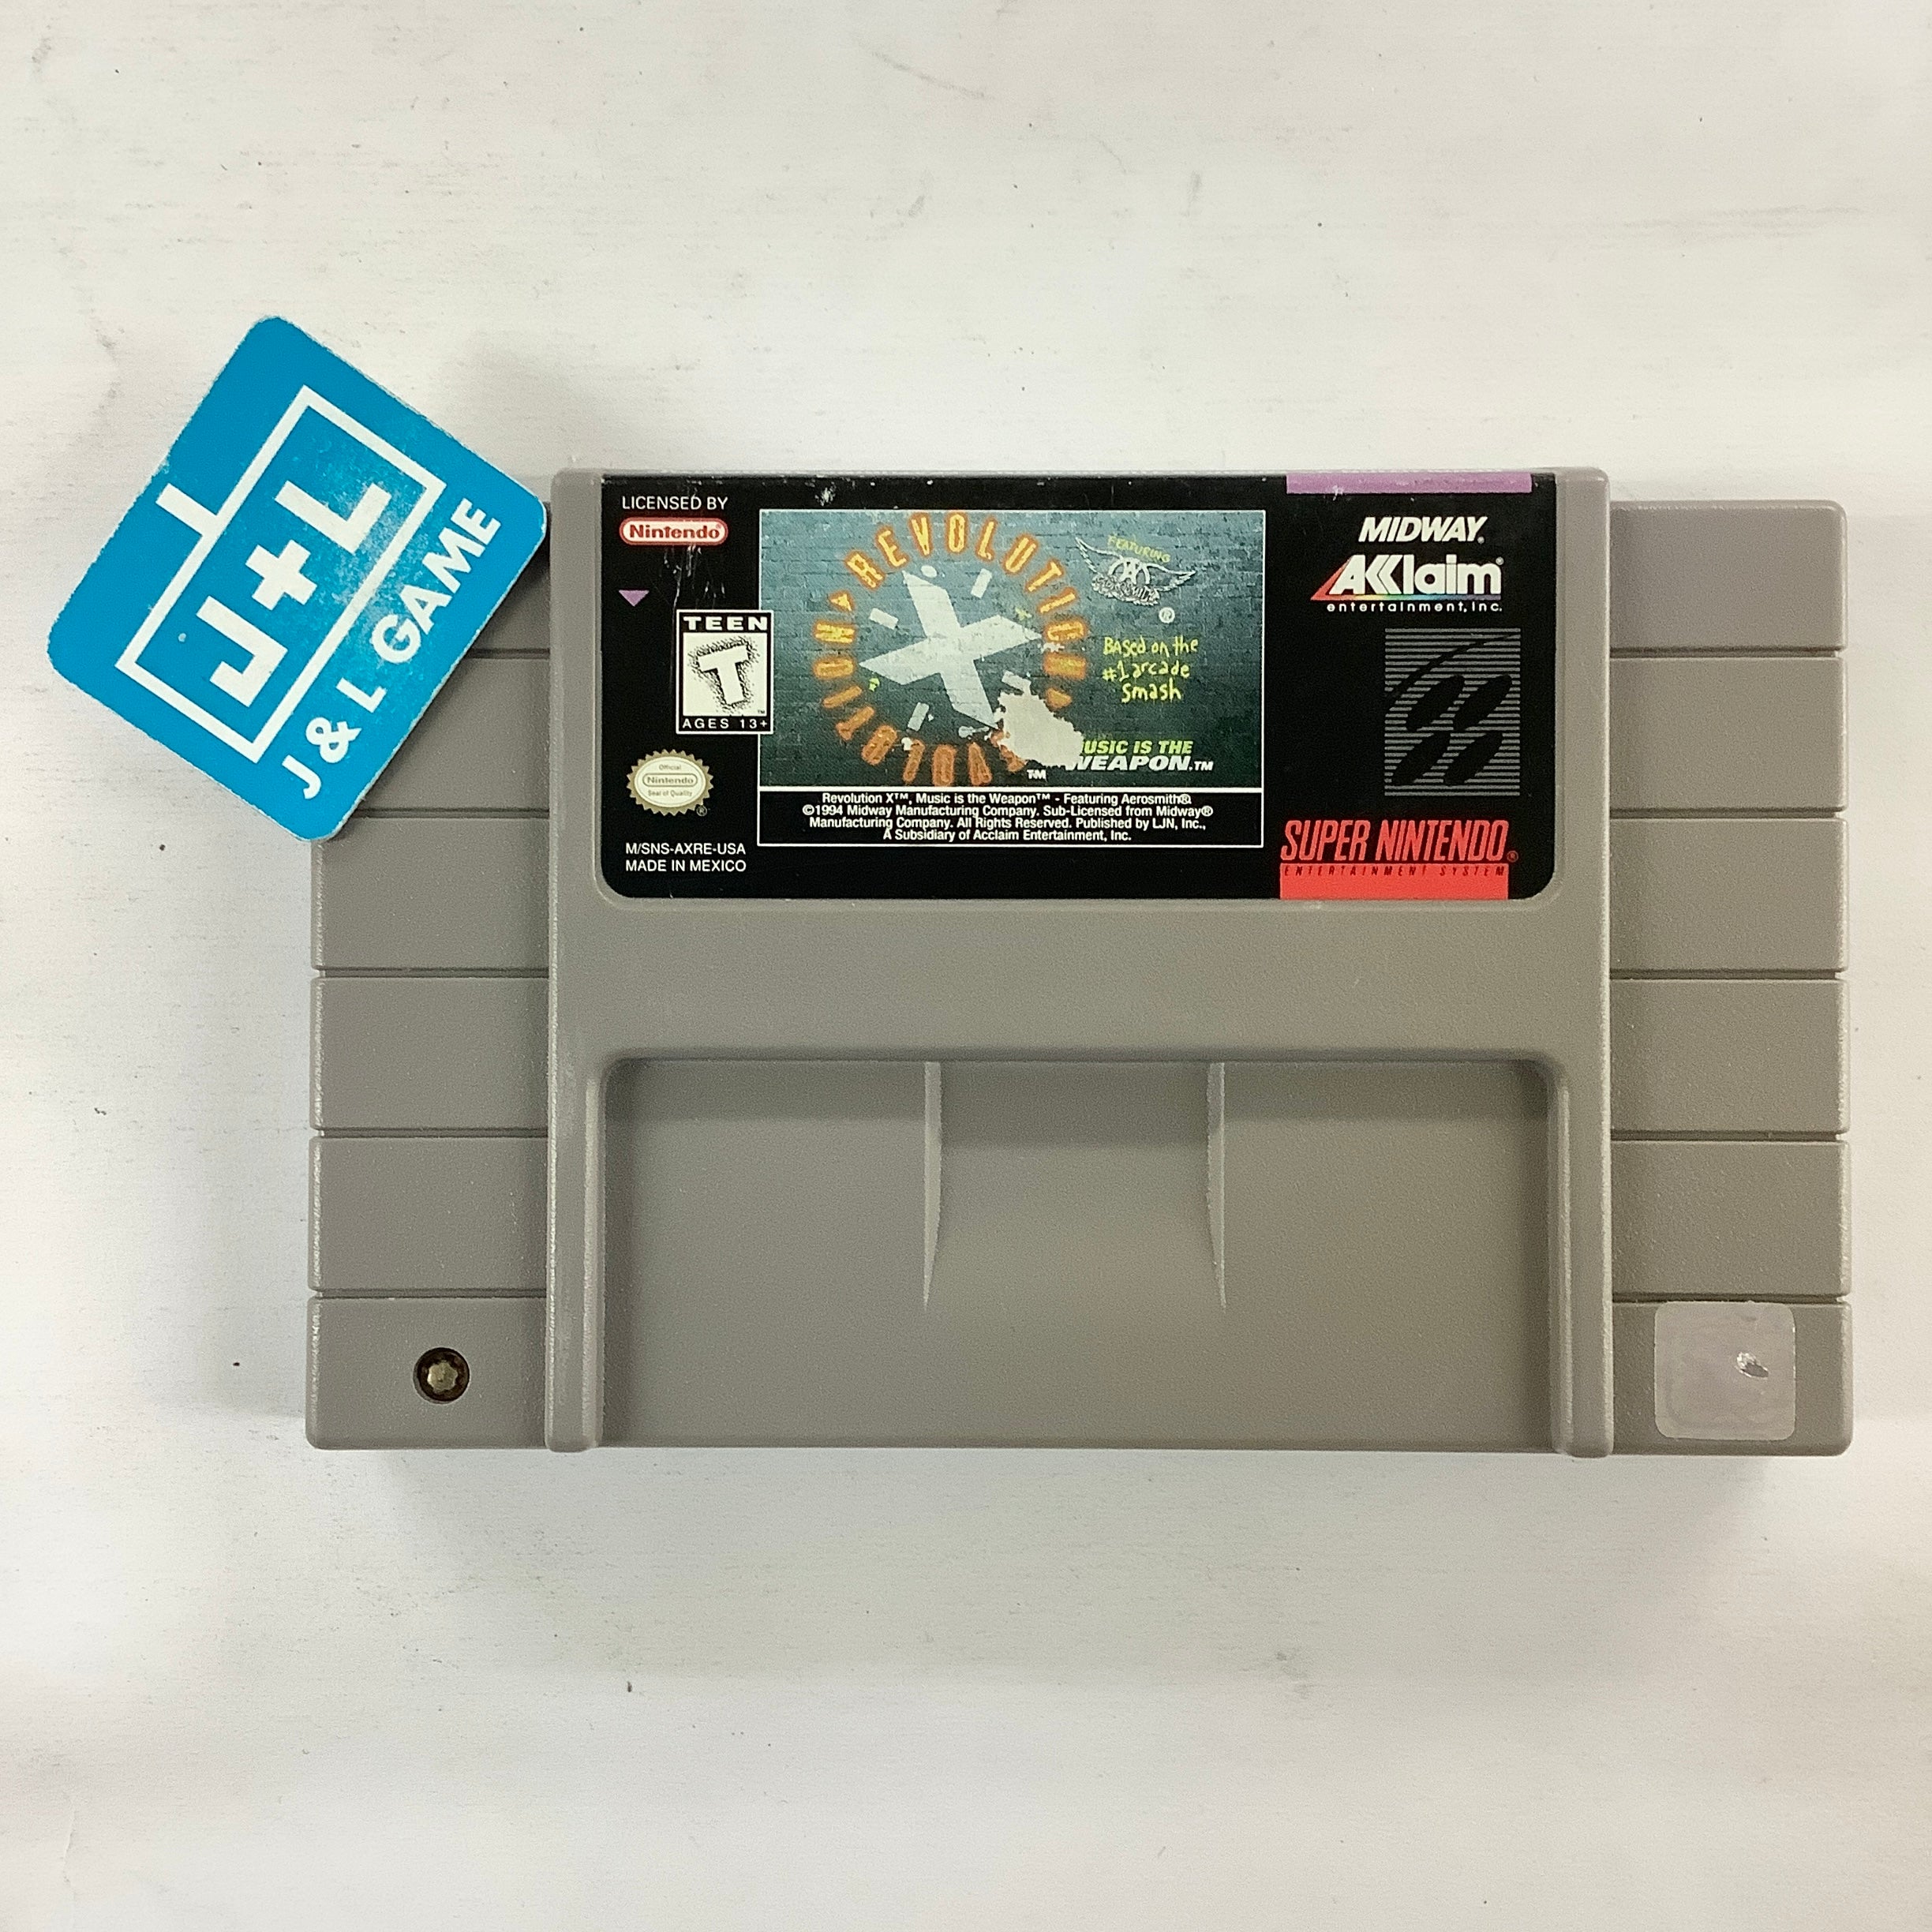 J+L
J & L GAME
LICENSED BY
Nintendo
TEEN
T
AGES 13+
Official
Nintendo
Seal of Quality
®
M/SNS-AXRE-USA
MADE IN MEXICO
REVOLUTION
REVOLUTION
X
TM
FEATURING
AEROSMITH
®
BASed on the
#1 arcade
smash
USIC IS THE
WEAPON.™
Revolution X™, Music is the Weapon™ - Featuring Aerosmith®.
©1994 Midway Manufacturing Company. Sub-Licensed from Midway®
Manufacturing Company. All Rights Reserved. Published by LJN, Inc.,
A Subsidiary of Acclaim Entertainment, Inc.
MIDWAY®
AKKlaim®
entertainment, inc.
SUPER NINTENDO®
ENTERTAINMENT SYSTEM